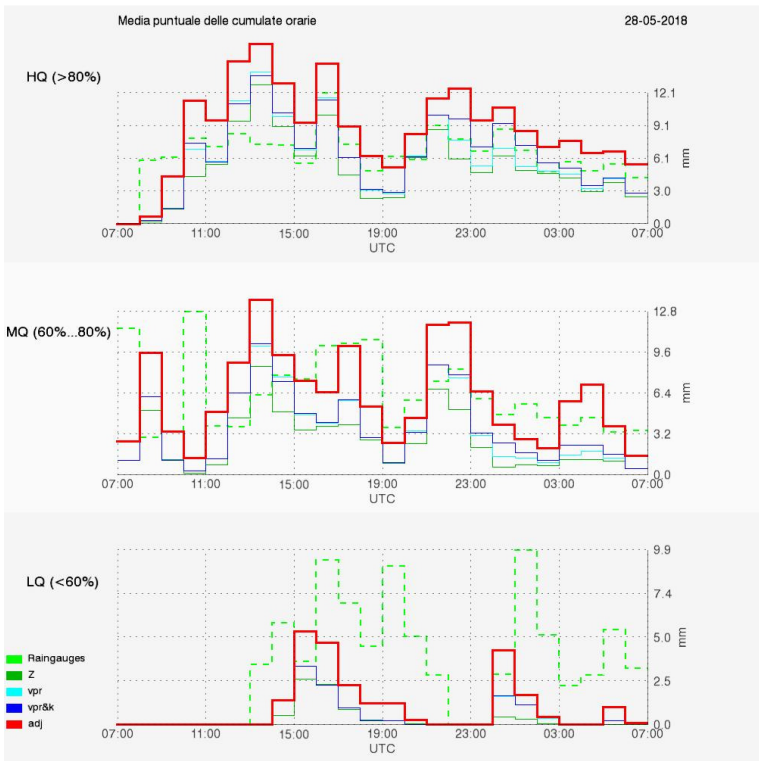 Media puntuale delle cumulate orarie 28-05-2018
HQ (>80%)
12.1
9.1
6.1
3.0
0.0
mm
07:00 11:00 15:00 19:00 23:00 03:00 07:00
UTC
MQ (60%...80%)
12.8
9.6
6.4
3.2
0.0
mm
07:00 11:00 15:00 19:00 23:00 03:00 07:00
UTC
LQ (<60%)
9.9
7.4
5.0
2.5
0.0
mm
07:00 11:00 15:00 19:00 23:00 03:00 07:00
UTC
Raingauges
Z
vpr
vpr&k
adj